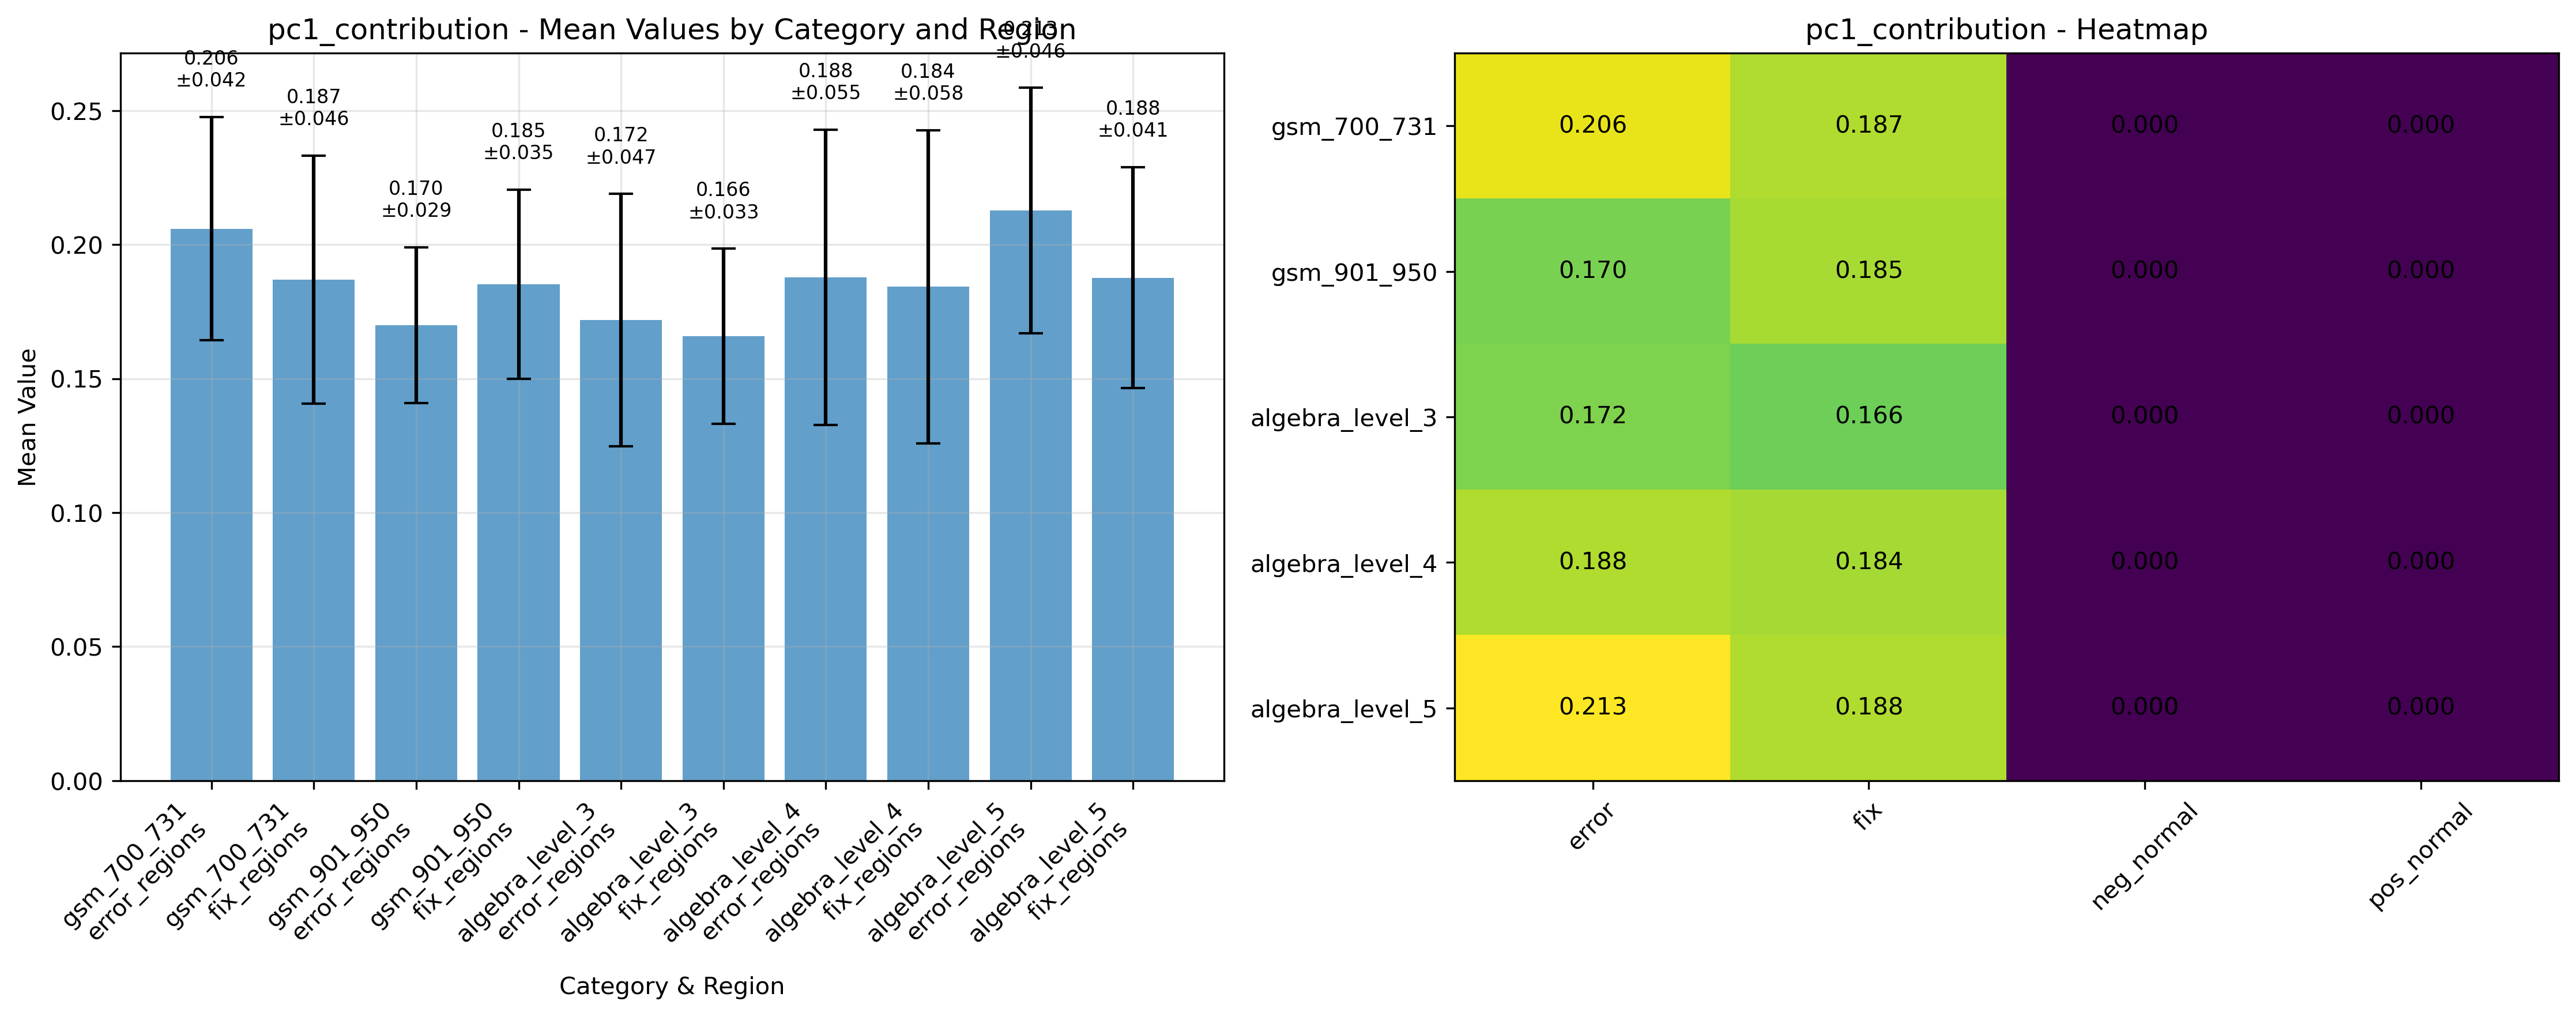 pc1_contribution - Mean Values by Category and Region
0.206
±0.042
0.187
±0.046
0.170
±0.029
0.185
±0.035
0.172
±0.047
0.166
±0.033
0.188
±0.055
0.184
±0.058
0.213
±0.046
0.188
±0.041
Mean Value
0.25
0.20
0.15
0.10
0.05
0.00
gsm_700_731
error_regions
gsm_700_731
fix_regions
gsm_901_950
error_regions
gsm_901_950
fix_regions
algebra_level_3
error_regions
algebra_level_3
fix_regions
algebra_level_4
error_regions
algebra_level_4
fix_regions
algebra_level_5
error_regions
algebra_level_5
fix_regions
Category & Region
pc1_contribution - Heatmap
gsm_700_731 0.206 0.187 0.000 0.000
gsm_901_950 0.170 0.185 0.000 0.000
algebra_level_3 0.172 0.166 0.000 0.000
algebra_level_4 0.188 0.184 0.000 0.000
algebra_level_5 0.213 0.188 0.000 0.000
error
fix
neg_normal
pos_normal